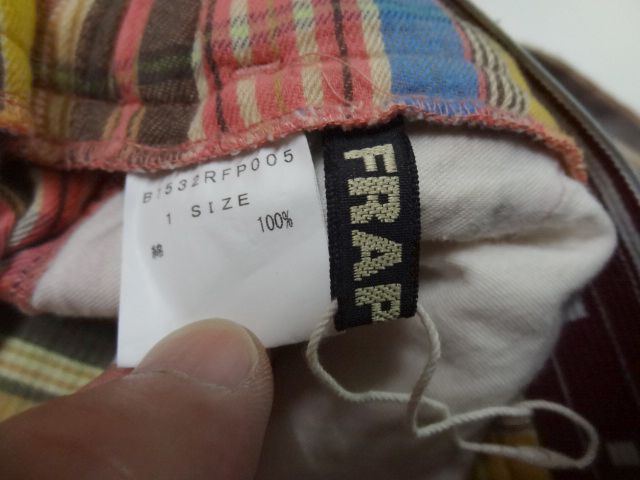 B1532RFP005
1 SIZE
綿 100%
FRAP